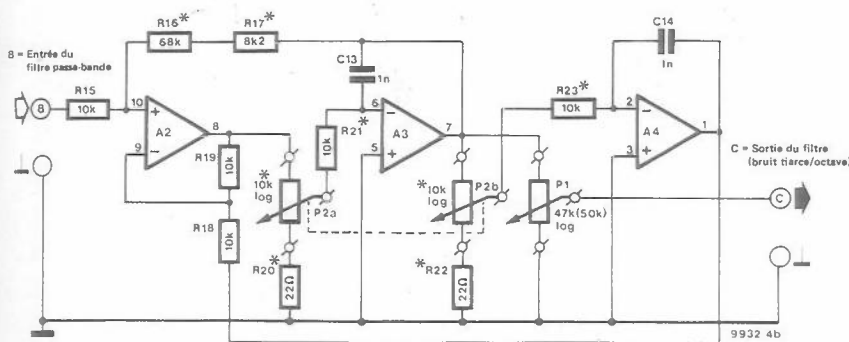 R16*
68k
R17*
8k2
C13
1n
C14
1n
8 = Entrée du
filtre passe-bande
8
R15
10k
10
+
A2
8
9
-
R19
10k
R18
10k
R21*
10k
6
-
A3
7
5
+
R23*
10k
2
-
A4
1
3
+
*10k
log
P2a
*10k
log
P2b
P1
47k(50k)
log
R20*
22Ω
*R22
22Ω
C = Sortie du filtre
(bruit tiarce/octave)
C
9932 4b